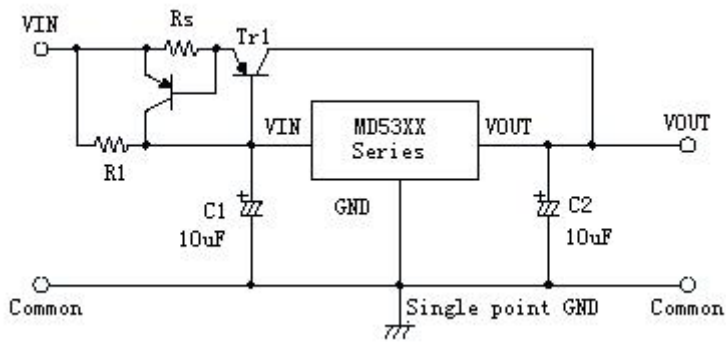 Rs
VIN
Tr1
R1
VIN
MD53XX
Series
VOUT
VOUT
C1
10uF
GND
C2
10uF
Common
Single point GND
Common